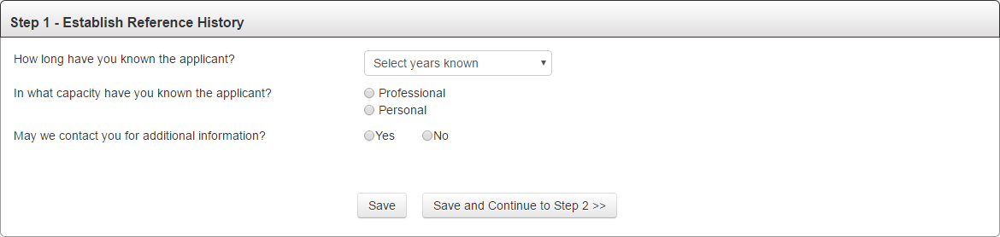 Step 1 - Establish Reference History
How long have you known the applicant?
Select years known
In what capacity have you known the applicant?
Professional
Personal
May we contact you for additional information?
Yes
No
Save
Save and Continue to Step 2 >>